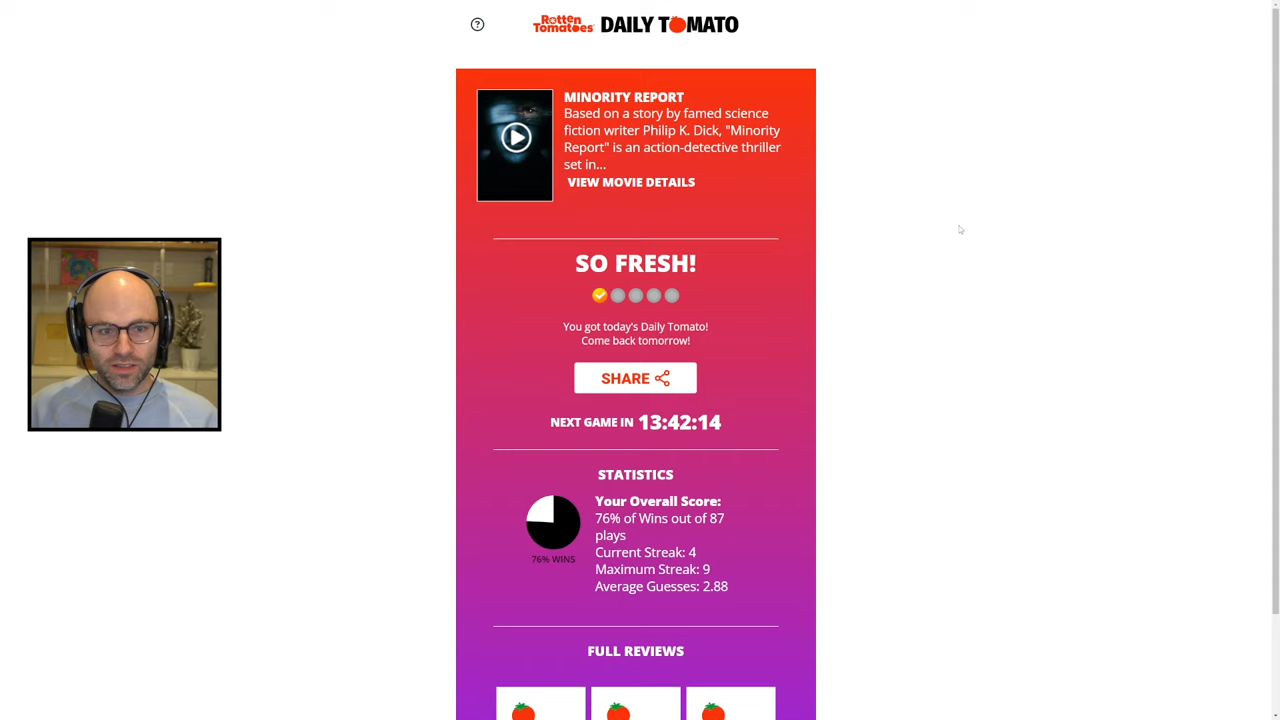 ?
Rotten
Tomatoes
DAILY TOMATO
MINORITY REPORT
Based on a story by famed science
fiction writer Philip K. Dick, "Minority
Report" is an action-detective thriller
set in...
VIEW MOVIE DETAILS
SO FRESH!
You got today's Daily Tomato!
Come back tomorrow!
SHARE
NEXT GAME IN 13:42:14
STATISTICS
Your Overall Score:
76% of Wins out of 87
plays
Current Streak: 4
Maximum Streak: 9
Average Guesses: 2.88
76% WINS
FULL REVIEWS